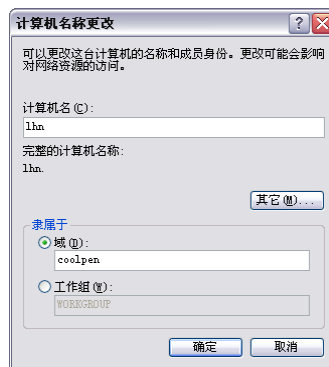 计算机名称更改
可以更改这台计算机的名称和成员身份。更改可能会影响
对网络资源的访问。
计算机名(C):
lhn
完整的计算机名称:
lhn.
其它(M)...
隶属于
域(D):
coolpen
工作组(W):
WORKGROUP
确定 取消